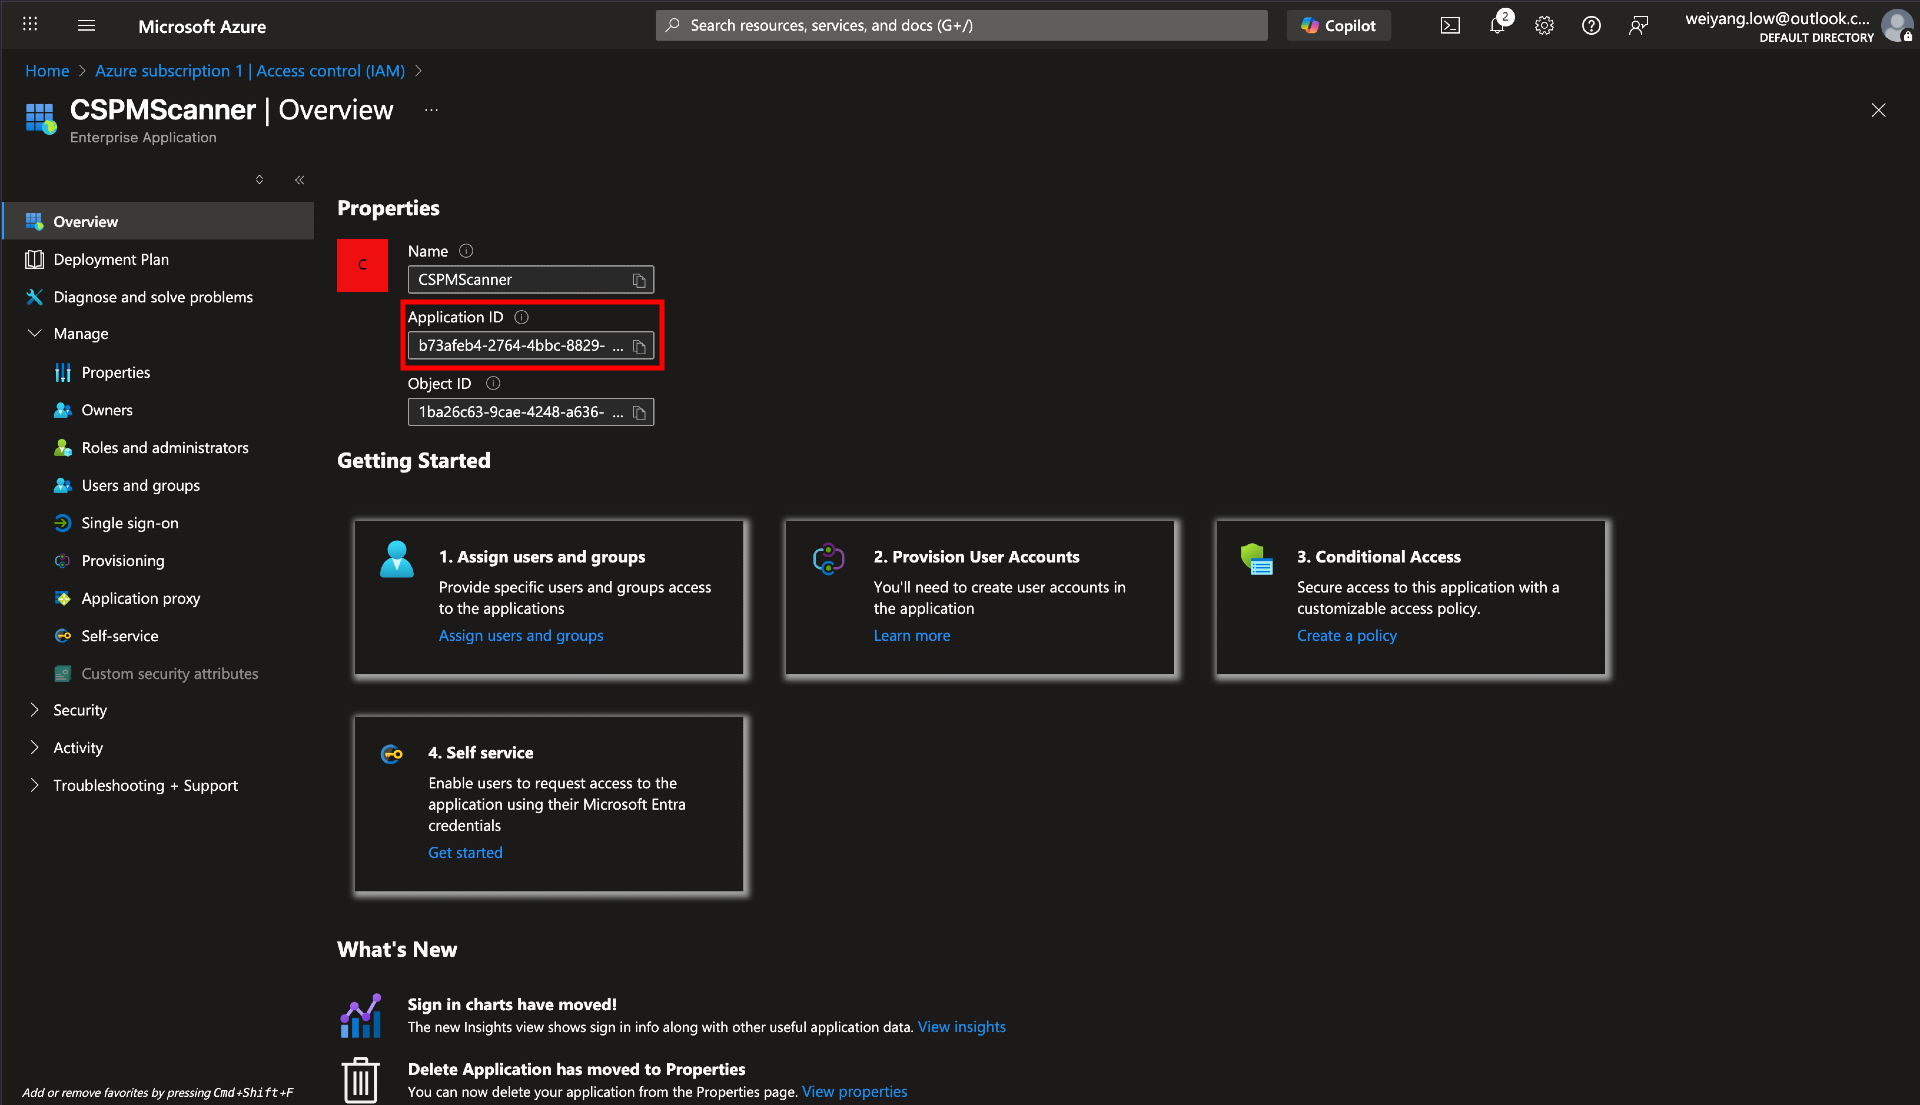 Microsoft Azure
Search resources, services, and docs (G+/)
Copilot
2
weiyang.low@outlook.c...
DEFAULT DIRECTORY
Home > Azure subscription 1 | Access control (IAM) >
CSPMScanner | Overview ...
Enterprise Application
Overview
Deployment Plan
Diagnose and solve problems
Manage
Properties
Owners
Roles and administrators
Users and groups
Single sign-on
Provisioning
Application proxy
Self-service
Custom security attributes
Security
Activity
Troubleshooting + Support
Add or remove favorites by pressing Cmd+Shift+F
Properties
C
Name
CSPMScanner
Application ID
b73afeb4-2764-4bbc-8829- ...
Object ID
1ba26c63-9cae-4248-a636- ...
Getting Started
1. Assign users and groups
Provide specific users and groups access
to the applications
Assign users and groups
2. Provision User Accounts
You'll need to create user accounts in
the application
Learn more
3. Conditional Access
Secure access to this application with a
customizable access policy.
Create a policy
4. Self service
Enable users to request access to the
application using their Microsoft Entra
credentials
Get started
What's New
Sign in charts have moved!
The new Insights view shows sign in info along with other useful application data. View insights
Delete Application has moved to Properties
You can now delete your application from the Properties page. View properties